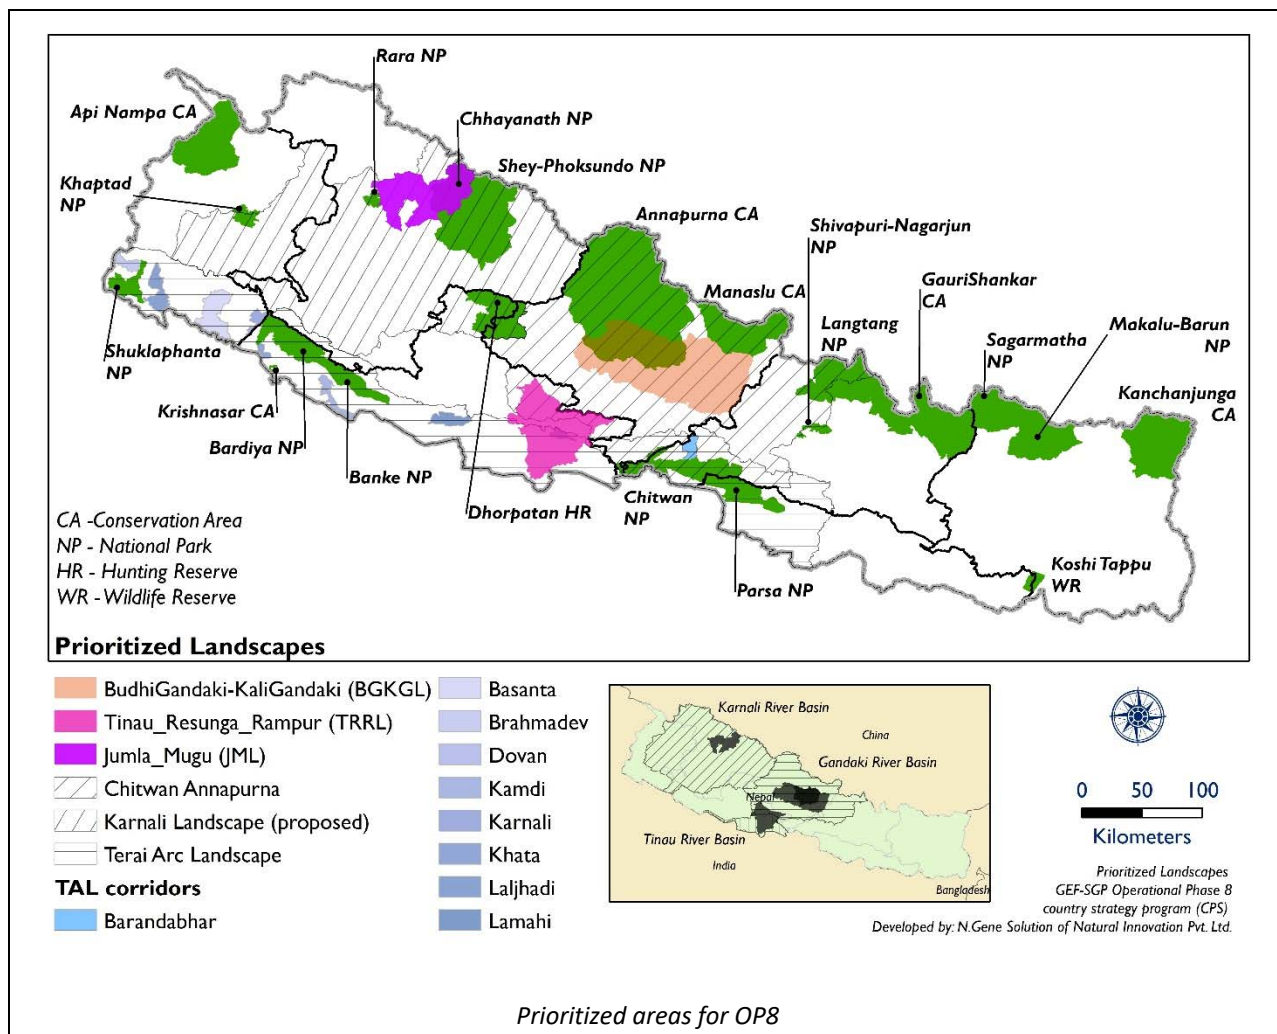 Rara NP
Api Nampa CA
Chhayanath NP
Shey-Phoksundo NP
Khaptad
NP
Annapurna CA
Shivapuri-Nagarjun
NP
GauriShankar
CA
Manaslu CA
Langtang
NP
Sagarmatha
NP
Makalu-Barun
NP
Kanchanjunga
CA
Shuklaphanta
NP
Krishnasar CA
Bardiya NP
Banke NP
Dhorpatan HR
Chitwan
NP
Parsa NP
Koshi Tappu
WR
CA -Conservation Area
NP - National Park
HR - Hunting Reserve
WR - Wildlife Reserve
Prioritized Landscapes
BudhiGandaki-KaliGandaki (BGKGL)
Tinau_Resunga_Rampur (TRRL)
Jumla_Mugu (JML)
Chitwan Annapurna
Karnali Landscape (proposed)
Terai Arc Landscape
TAL corridors
Barandabhar
Basanta
Brahmadev
Dovan
Kamdi
Karnali
Khata
Laljhadi
Lamahi
Karnali River Basin
China
Gandaki River Basin
Nepal
Tinau River Basin
India
Bangladesh
0 50 100
Kilometers
Prioritized Landscapes
GEF-SGP Operational Phase 8
country strategy program (CPS)
Developed by: N.Gene Solution of Natural Innovation Pvt. Ltd.
Prioritized areas for OP8